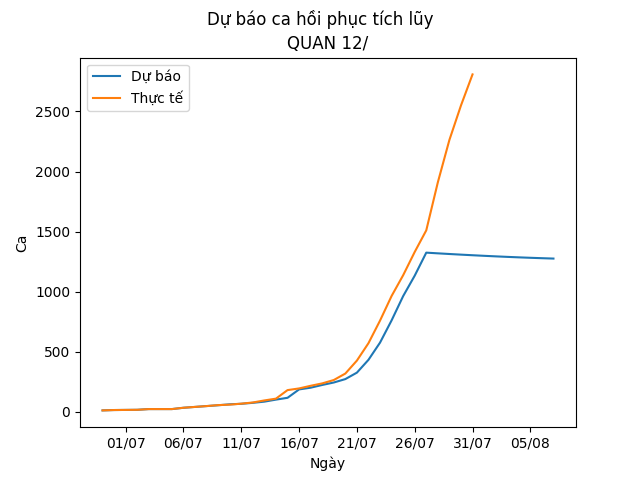 Dự báo ca hồi phục tích lũy
QUAN 12/
Dự báo
Thực tế
2500
2000
1500
1000
500
0
Ca
01/07 06/07 11/07 16/07 21/07 26/07 31/07 05/08
Ngày